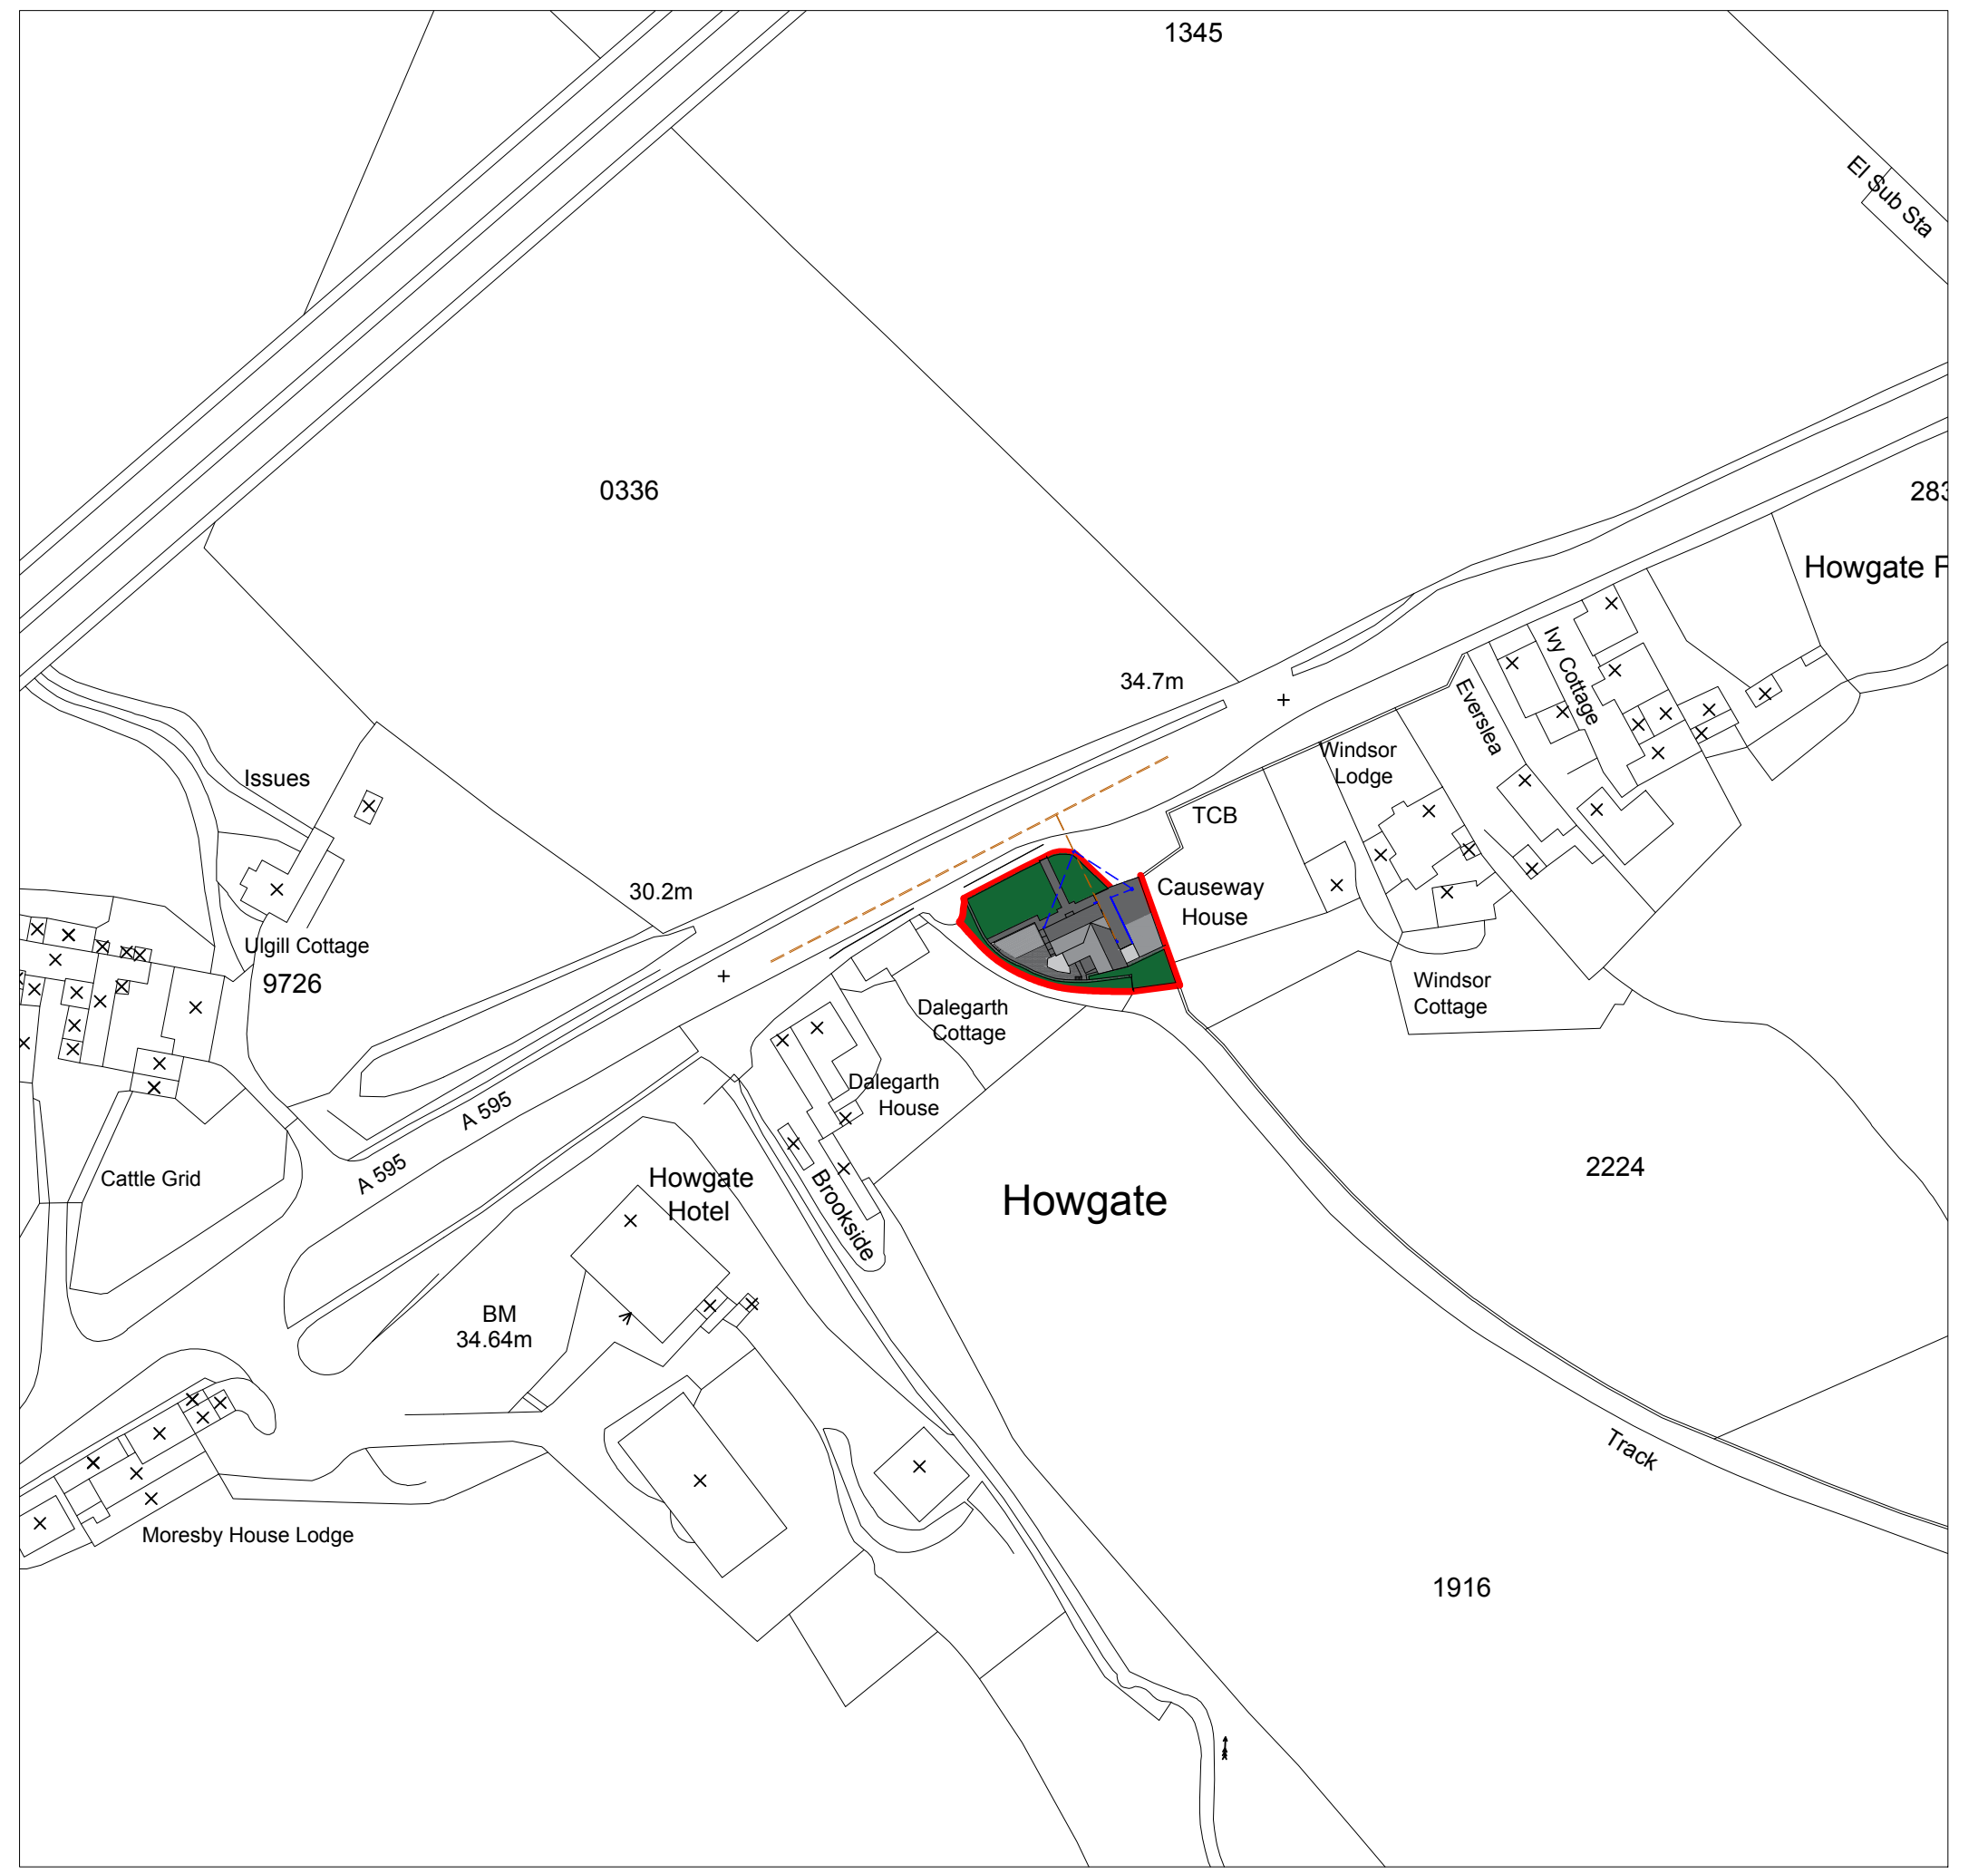 1345
El Sub Sta
0336
283
Howgate F
34.7m
Ivy Cottage
Everslea
Windsor
Lodge
Issues
TCB
30.2m
Causeway
House
Ulgill Cottage
9726
Windsor
Cottage
Dalegarth
Cottage
Dalegarth
House
A 595
A 595
Cattle Grid
Howgate
Hotel
Brookside
Howgate
2224
BM
34.64m
Track
Moresby House Lodge
1916